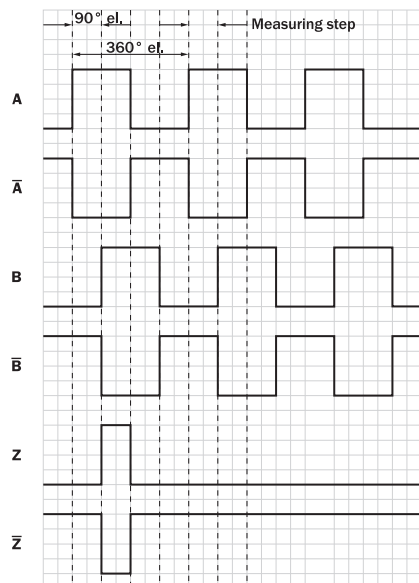 90° el.
Measuring step
360° el.
A
A̅
B
B̅
Z
Z̅